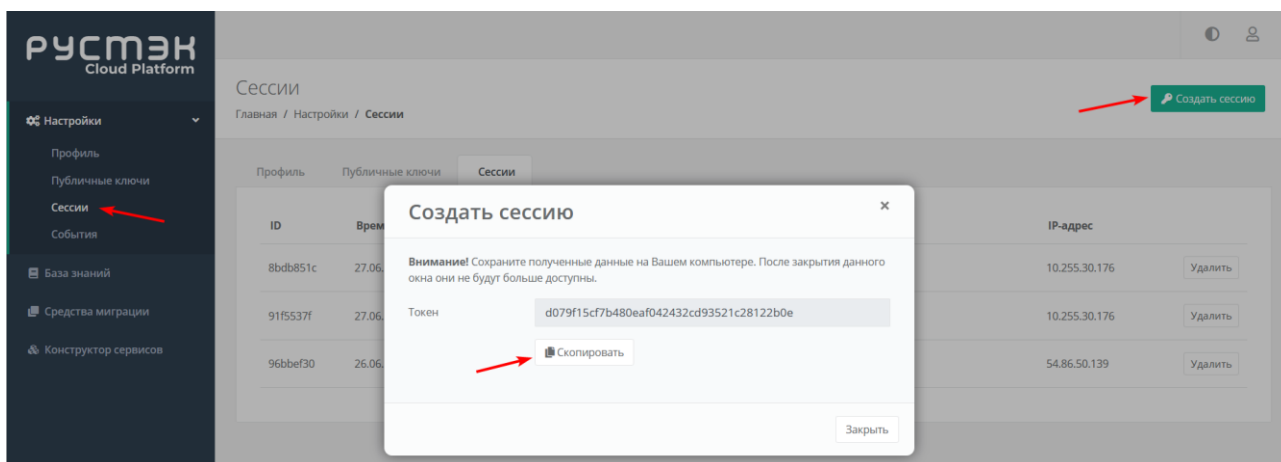 РУСТЭК
Cloud Platform
Сессии
Главная / Настройки / Сессии
Создать сессию
Настройки
Профиль
Публичные ключи
Сессии
События
База знаний
Средства миграции
Конструктор сервисов
Профиль Публичные ключи Сессии
ID Врем IP-адрес
8bdb851c 27.06. 10.255.30.176 Удалить
91f5537f 27.06. 10.255.30.176 Удалить
96bbef30 26.06. 54.86.50.139 Удалить
Создать сессию ×
Внимание! Сохраните полученные данные на Вашем компьютере. После закрытия данного
окна они не будут больше доступны.
Токен d079f15cf7b480eaf042432cd93521c28122b0e
Скопировать
Закрыть